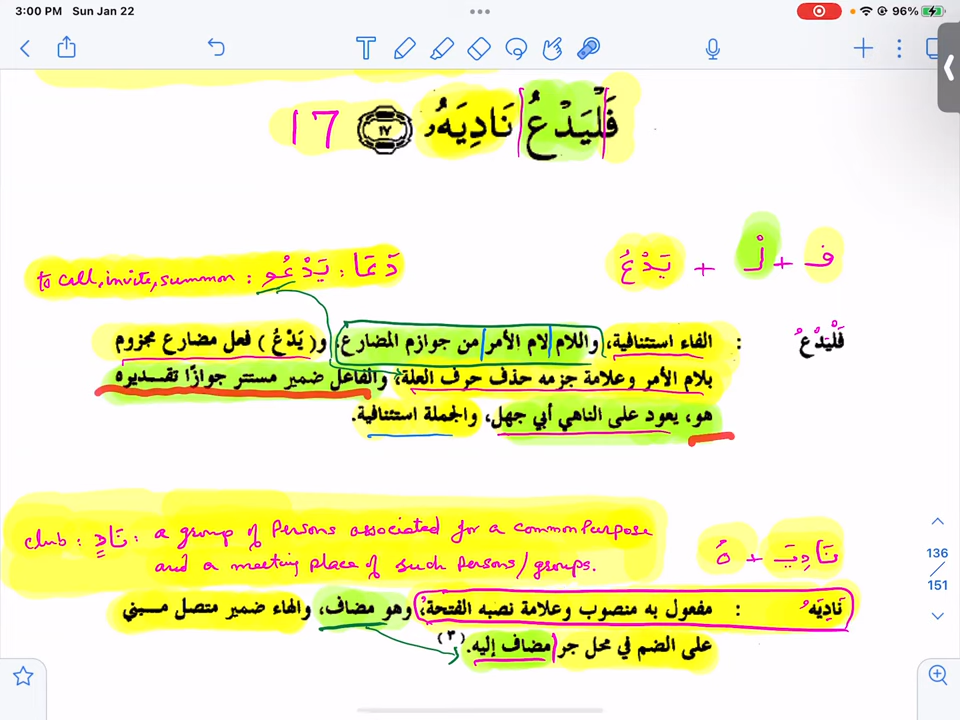 3:00 PM Sun Jan 22
96%
فَلْيَدْعُ نَادِيَهُۥ ١٧ 17
ف + لْ + يَدْعُ
to call, invite, summon : دَعَا : يَدْعُو
فَلْيَدْعُ : الفاء استئنافية، واللام لام الأمر من جوازم المضارع. و( يَدْعُ ) فعل مضارع مجزوم
بلام الأمر وعلامة جزمه حذف حرف العلة، والفاعل ضمير مستتر جوازًا تقـديره
هو، يعود على الناهي أبي جهل، والجملة استئنافية.
club : نَادٍ : a group of Persons associated for a common Purpose
and a meeting place of such Persons/groups.
نَادِيَـ + هُ
نَادِيَهُ : مفعول به منصوب وعلامة نصبه الفتحة، وهو مضاف، والهاء ضمير متصل مـبني
على الضم في محل جر مضاف إليه. (٣)
136
151